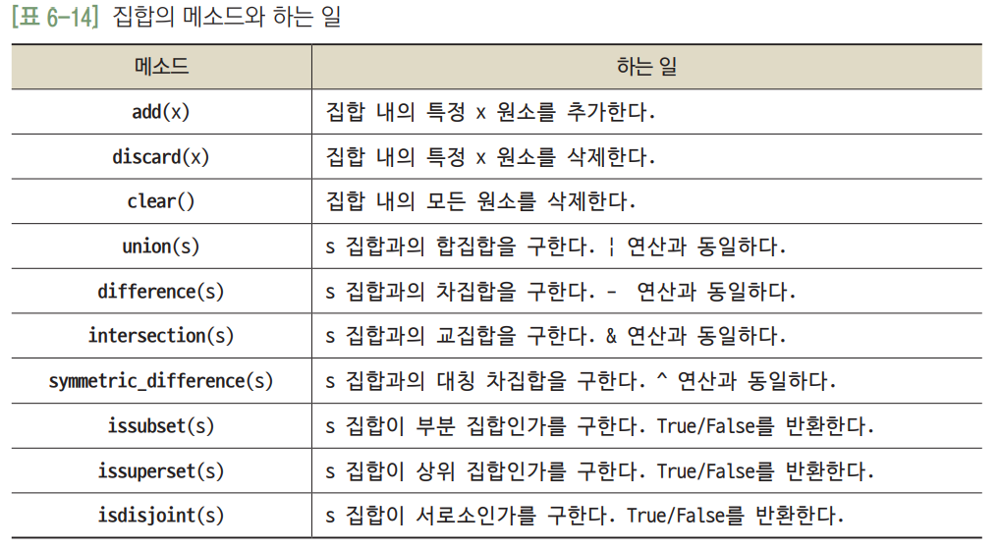 [표 6-14] 집합의 메소드와 하는 일
메소드 하는 일
add(x) 집합 내의 특정 x 원소를 추가한다.
discard(x) 집합 내의 특정 x 원소를 삭제한다.
clear() 집합 내의 모든 원소를 삭제한다.
union(s) s 집합과의 합집합을 구한다. ¦ 연산과 동일하다.
difference(s) s 집합과의 차집합을 구한다. - 연산과 동일하다.
intersection(s) s 집합과의 교집합을 구한다. & 연산과 동일하다.
symmetric_difference(s) s 집합과의 대칭 차집합을 구한다. ^ 연산과 동일하다.
issubset(s) s 집합이 부분 집합인가를 구한다. True/False를 반환한다.
issuperset(s) s 집합이 상위 집합인가를 구한다. True/False를 반환한다.
isdisjoint(s) s 집합이 서로소인가를 구한다. True/False를 반환한다.